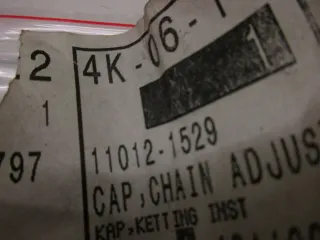 .2
4K-06-1
1
1
11012-1529
797
CAP,CHAIN ADJUS
KAP,KETTING INST